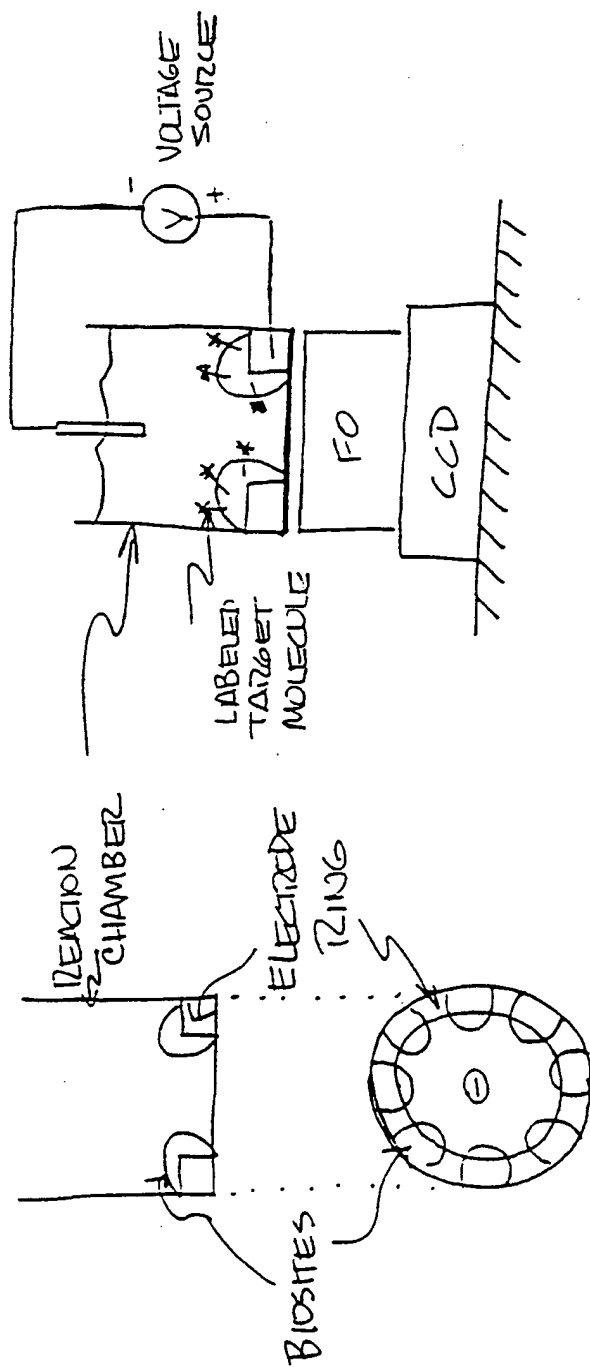 REACTION
CHAMBER
BIOSITES
ELECTRODE
RING
-
LABELED
TARGET
MOLECULE
-
V
+
VOLTAGE
SOURCE
FO
CCD